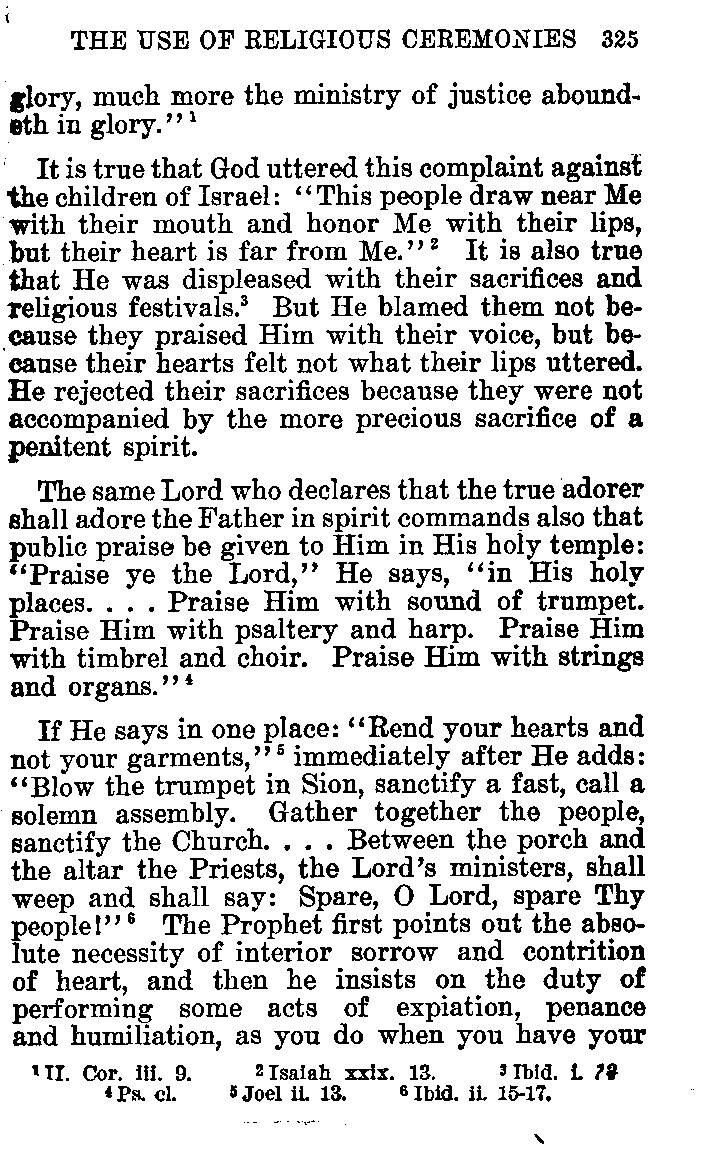 THE USE OF RELIGIOUS CEREMONIES 325
glory, much more the ministry of justice abound-
eth in glory."¹
It is true that God uttered this complaint against
the children of Israel: "This people draw near Me
with their mouth and honor Me with their lips,
but their heart is far from Me."² It is also true
that He was displeased with their sacrifices and
religious festivals.³ But He blamed them not be-
cause they praised Him with their voice, but be-
cause their hearts felt not what their lips uttered.
He rejected their sacrifices because they were not
accompanied by the more precious sacrifice of a
penitent spirit.
The same Lord who declares that the true adorer
shall adore the Father in spirit commands also that
public praise be given to Him in His holy temple:
"Praise ye the Lord," He says, "in His holy
places. . . . Praise Him with sound of trumpet.
Praise Him with psaltery and harp. Praise Him
with timbrel and choir. Praise Him with strings
and organs."⁴
If He says in one place: "Rend your hearts and
not your garments,"⁵ immediately after He adds:
"Blow the trumpet in Sion, sanctify a fast, call a
solemn assembly. Gather together the people,
sanctify the Church. . . . Between the porch and
the altar the Priests, the Lord's ministers, shall
weep and shall say: Spare, O Lord, spare Thy
people!"⁶ The Prophet first points out the abso-
lute necessity of interior sorrow and contrition
of heart, and then he insists on the duty of
performing some acts of expiation, penance
and humiliation, as you do when you have your
¹ II. Cor. iii. 9. ² Isaiah xxix. 13. ³ Ibid. i.
⁴ Ps. cl. ⁵ Joel ii. 13. ⁶ Ibid. ii. 15-17.